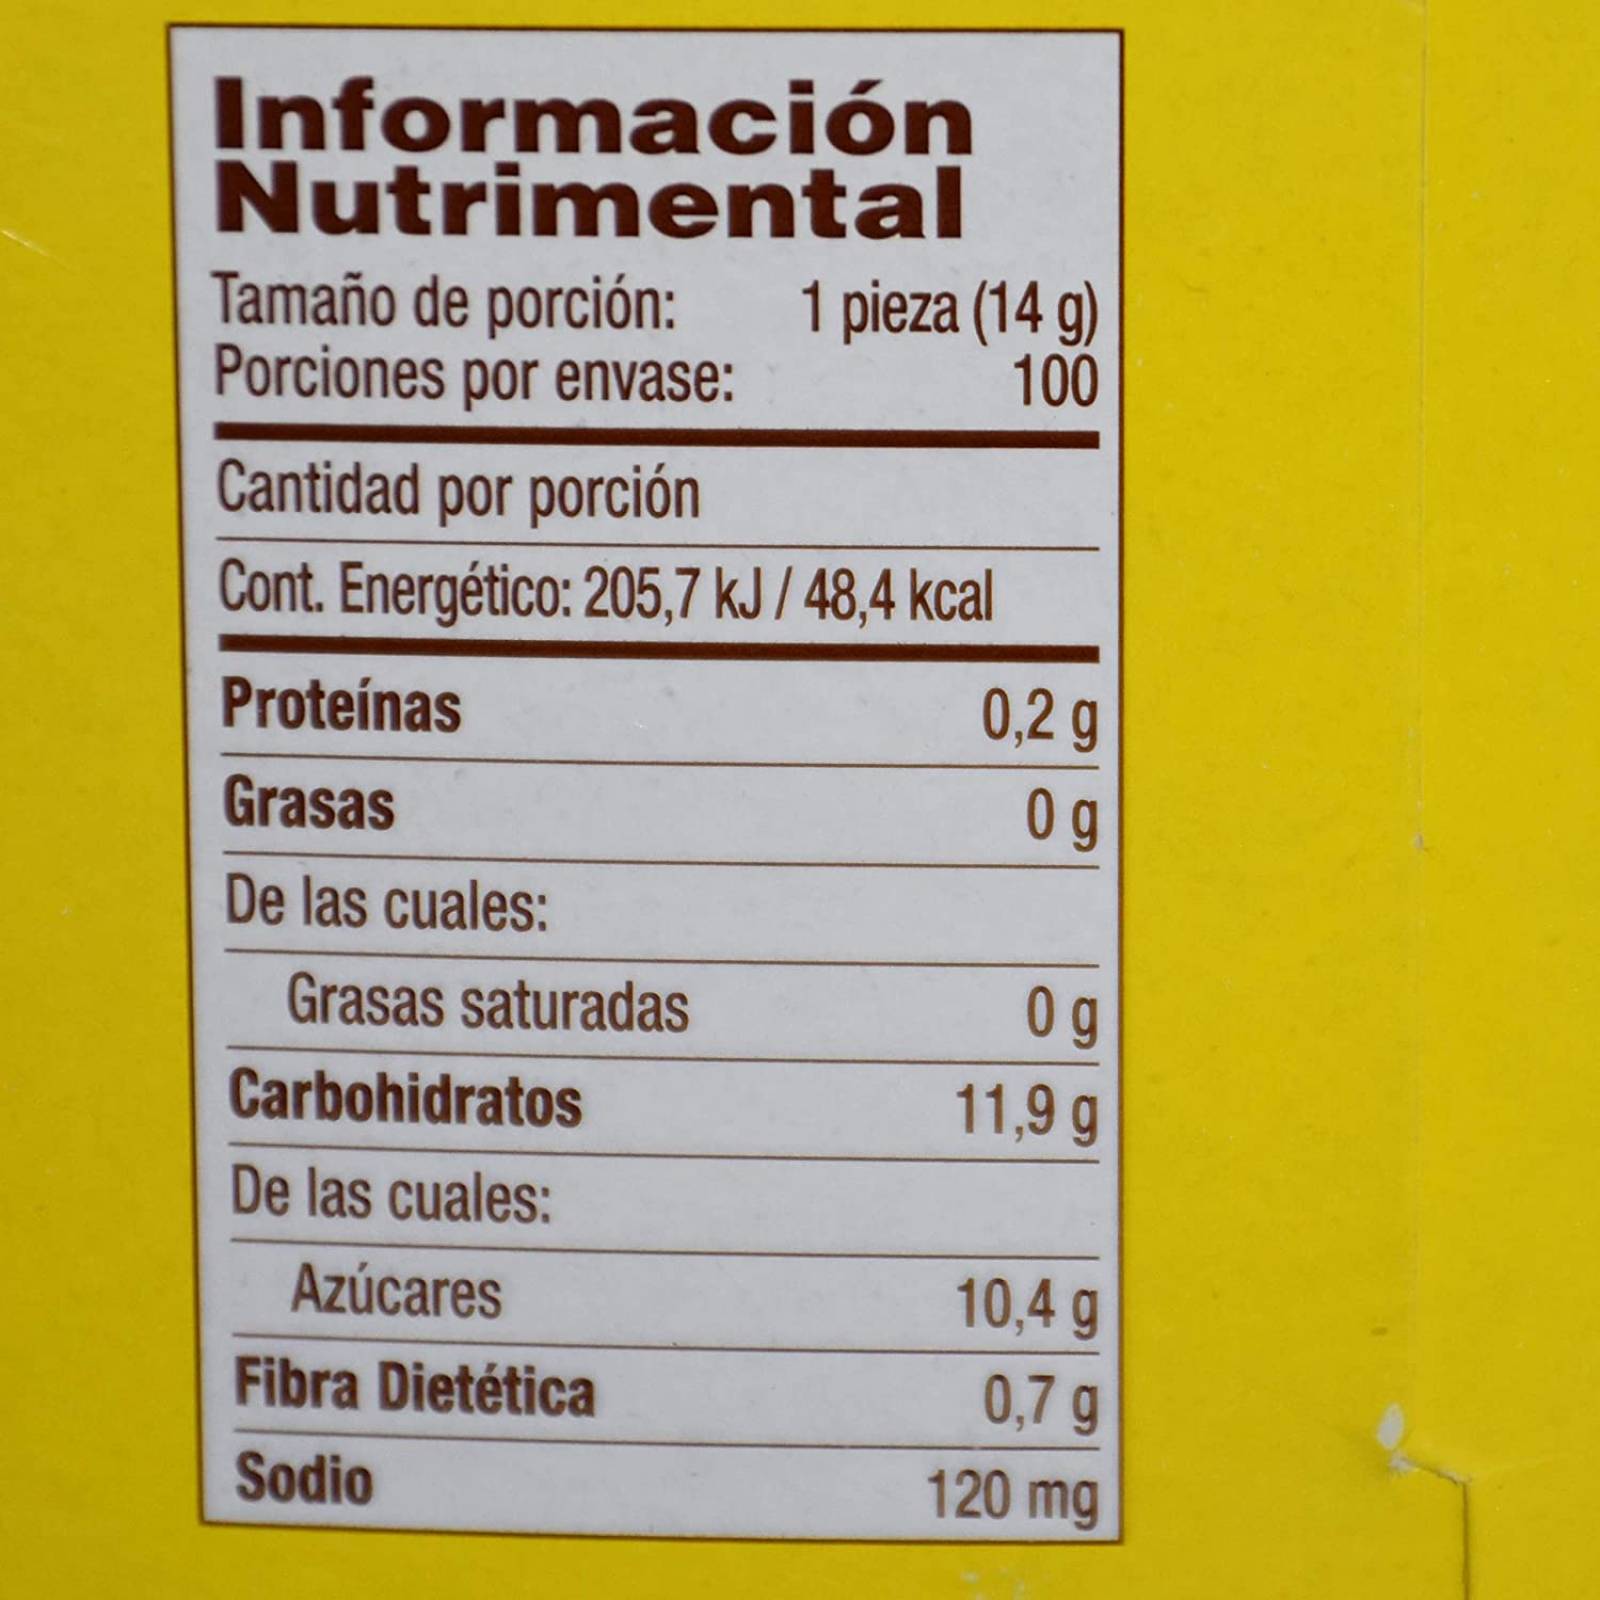 Información
Nutrimental
Tamaño de porción: 1 pieza (14 g)
Porciones por envase: 100
Cantidad por porción
Cont. Energético: 205,7 kJ / 48,4 kcal
Proteínas 0,2 g
Grasas 0 g
De las cuales:
Grasas saturadas 0 g
Carbohidratos 11,9 g
De las cuales:
Azúcares 10,4 g
Fibra Dietética 0,7 g
Sodio 120 mg